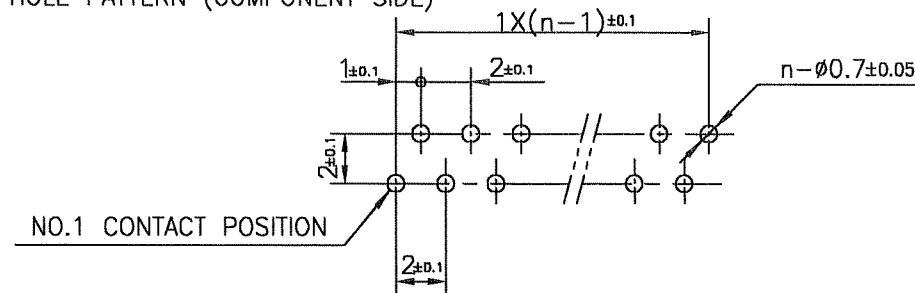 HOLE PATTERN (COMPONENT SIDE)
1X(n-1)±0.1
1±0.1
2±0.1
n-Ø0.7±0.05
2±0.1
NO.1 CONTACT POSITION
2±0.1